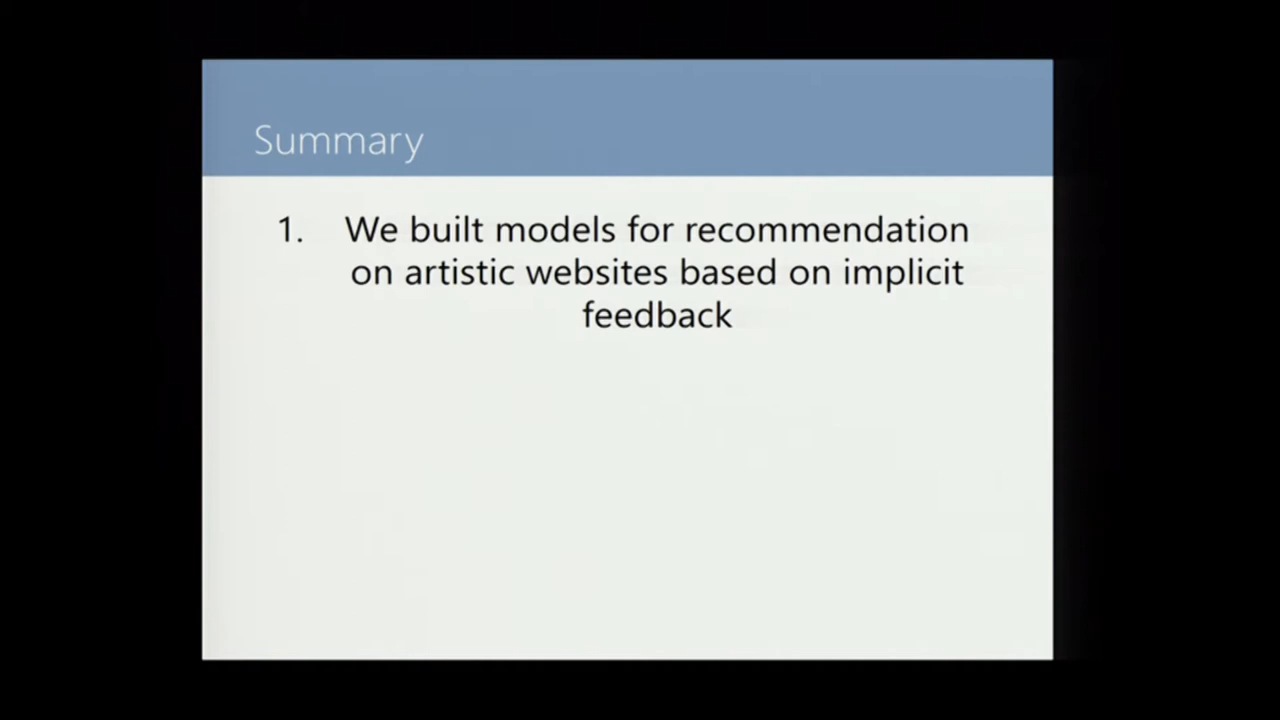 Summary
1. We built models for recommendation
on artistic websites based on implicit
feedback